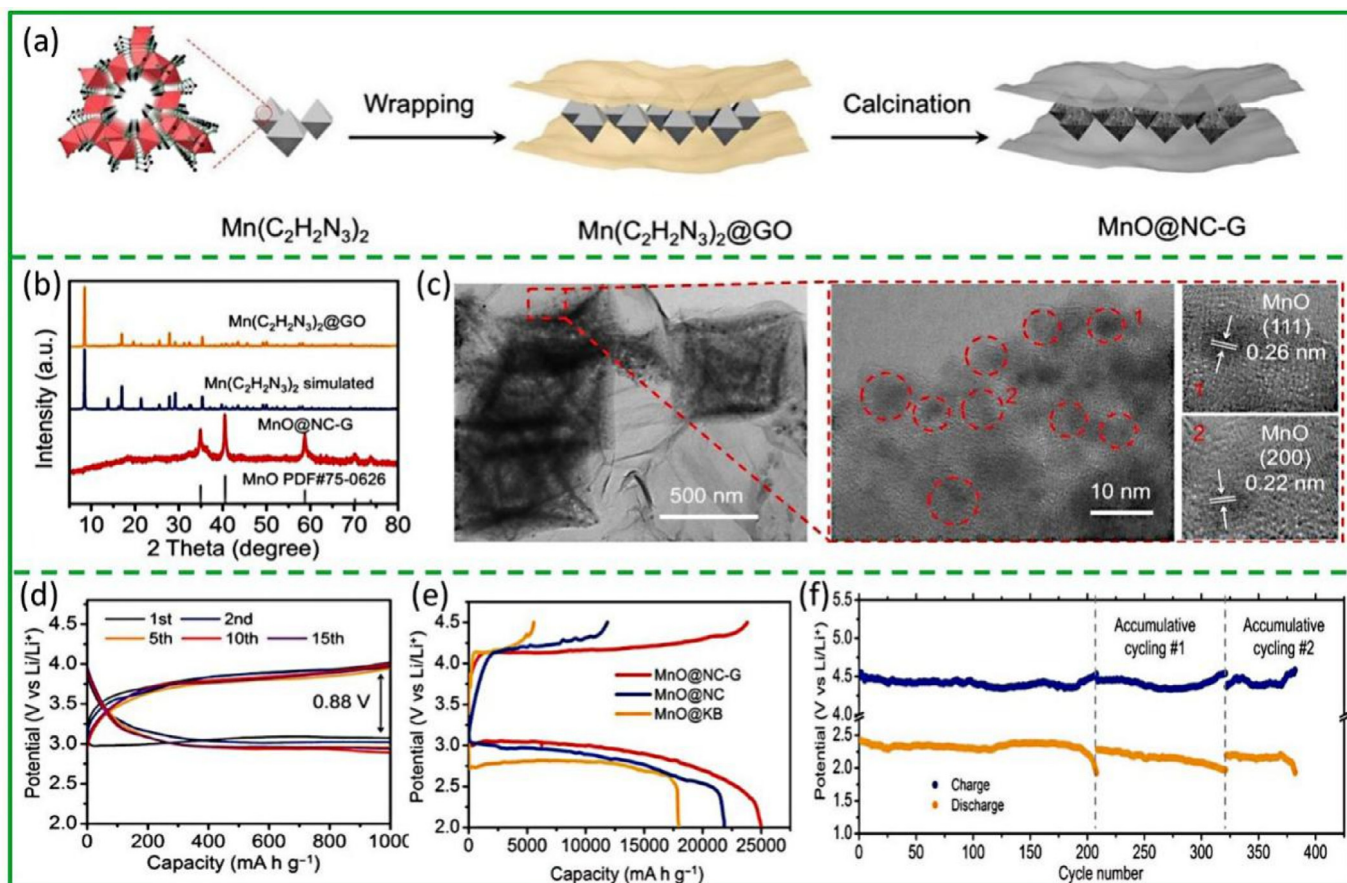 (a)
Wrapping
Calcination
Mn(C₂H₂N₃)₂
Mn(C₂H₂N₃)₂@GO
MnO@NC-G
(b)
Mn(C₂H₂N₃)₂@GO
Mn(C₂H₂N₃)₂ simulated
MnO@NC-G
MnO PDF#75-0626
Intensity (a.u.)
10 20 30 40 50 60 70 80
2 Theta (degree)
(c)
500 nm
1
2
10 nm
MnO
(111)
0.26 nm
1
2
MnO
(200)
0.22 nm
(d)
1st 2nd
5th 10th 15th
0.88 V
Potential (V vs Li/Li⁺)
4.5
4.0
3.5
3.0
2.5
2.0
0 200 400 600 800 1000
Capacity (mA h g⁻¹)
(e)
MnO@NC-G
MnO@NC
MnO@KB
Potential (V vs Li/Li⁺)
4.5
4.0
3.5
3.0
2.5
2.0
0 5000 10000 15000 20000 25000
Capacity (mA h g⁻¹)
(f)
Accumulative
cycling #1
Accumulative
cycling #2
Charge
Discharge
Potential (V vs Li/Li⁺)
5.5
5.0
4.5
4.0
2.5
2.0
1.5
1.0
0 50 100 150 200 250 300 350 400
Cycle number